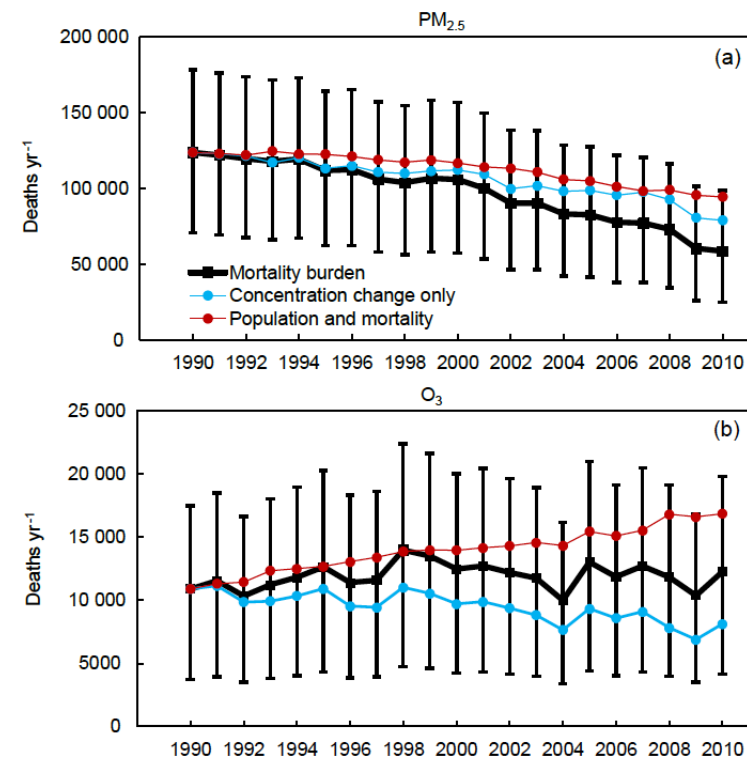 PM2.5
200 000
(a)
150 000
100 000
50 000
0
Deaths yr-1
Mortality burden
Concentration change only
Population and mortality
1990 1992 1994 1996 1998 2000 2002 2004 2006 2008 2010
O3
25 000
(b)
20 000
15 000
10 000
5000
0
Deaths yr-1
1990 1992 1994 1996 1998 2000 2002 2004 2006 2008 2010